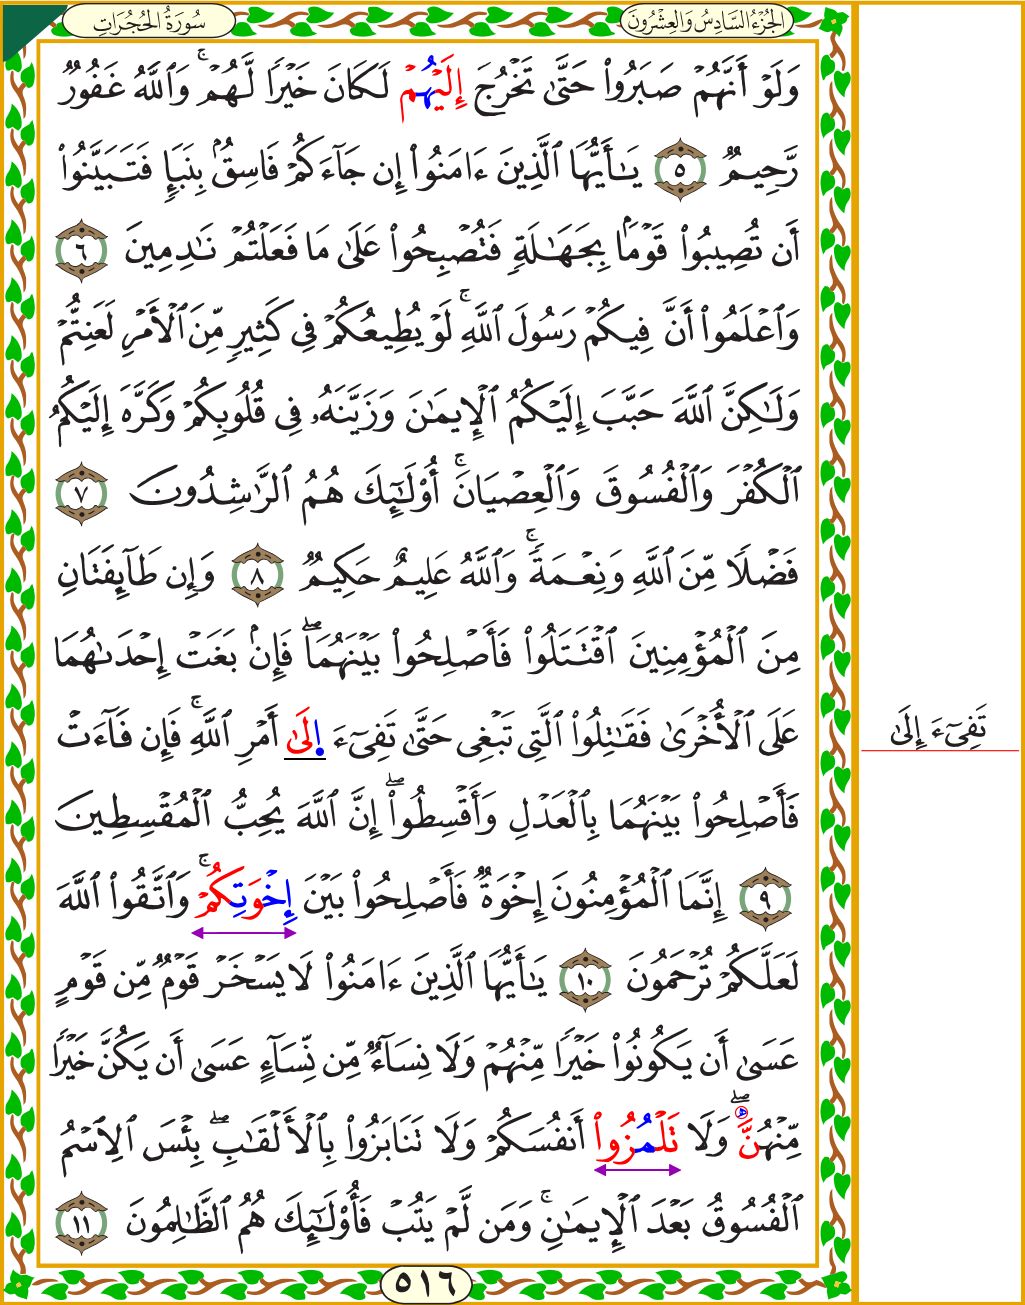 سُورَةُ الحُجُرَاتِ
الجُزْءُ السَّادِسُ وَالعِشْرُونَ
وَلَوْ أَنَّهُمْ صَبَرُوا۟ حَتَّىٰ تَخْرُجَ إِلَيْهُمْ لَكَانَ خَيْرًا لَّهُمْ ۚ وَٱللَّهُ غَفُورٌ
رَّحِيمٌ ٥ يَـٰٓأَيُّهَا ٱلَّذِينَ ءَامَنُوٓا۟ إِن جَآءَكُمْ فَاسِقٌۢ بِنَبَإٍ فَتَبَيَّنُوٓا۟
أَن تُصِيبُوا۟ قَوْمًۢا بِجَهَـٰلَةٍ فَتُصْبِحُوا۟ عَلَىٰ مَا فَعَلْتُمْ نَـٰدِمِينَ ٦
وَٱعْلَمُوٓا۟ أَنَّ فِيكُمْ رَسُولَ ٱللَّهِ ۚ لَوْ يُطِيعُكُمْ فِى كَثِيرٍ مِّنَ ٱلْأَمْرِ لَعَنِتُّمْ
وَلَـٰكِنَّ ٱللَّهَ حَبَّبَ إِلَيْكُمُ ٱلْإِيمَـٰنَ وَزَيَّنَهُۥ فِى قُلُوبِكُمْ وَكَرَّهَ إِلَيْكُمُ
ٱلْكُفْرَ وَٱلْفُسُوقَ وَٱلْعِصْيَانَ ۚ أُو۟لَـٰٓئِكَ هُمُ ٱلرَّٰشِدُونَ ٧
فَضْلًا مِّنَ ٱللَّهِ وَنِعْمَةً ۚ وَٱللَّهُ عَلِيمٌ حَكِيمٌ ٨ وَإِن طَآئِفَتَانِ
مِنَ ٱلْمُؤْمِنِينَ ٱقْتَتَلُوا۟ فَأَصْلِحُوا۟ بَيْنَهُمَا ۖ فَإِنۢ بَغَتْ إِحْدَىٰهُمَا
عَلَى ٱلْأُخْرَىٰ فَقَـٰتِلُوا۟ ٱلَّتِى تَبْغِى حَتَّىٰ تَفِىٓءَ إِلَىٰٓ أَمْرِ ٱللَّهِ ۚ فَإِن فَآءَتْ
فَأَصْلِحُوا۟ بَيْنَهُمَا بِٱلْعَدْلِ وَأَقْسِطُوٓا۟ ۖ إِنَّ ٱللَّهَ يُحِبُّ ٱلْمُقْسِطِينَ
٩ إِنَّمَا ٱلْمُؤْمِنُونَ إِخْوَةٌ فَأَصْلِحُوا۟ بَيْنَ إِخْوَتِكُمْ ۚ وَٱتَّقُوا۟ ٱللَّهَ
لَعَلَّكُمْ تُرْحَمُونَ ١٠ يَـٰٓأَيُّهَا ٱلَّذِينَ ءَامَنُوا۟ لَا يَسْخَرْ قَوْمٌ مِّن قَوْمٍ
عَسَىٰٓ أَن يَكُونُوا۟ خَيْرًا مِّنْهُمْ وَلَا نِسَآءٌ مِّن نِّسَآءٍ عَسَىٰٓ أَن يَكُنَّ خَيْرًا
مِّنْهُنَّ ۖ وَلَا تَلْمُزُوٓا۟ أَنفُسَكُمْ وَلَا تَنَابَزُوا۟ بِٱلْأَلْقَـٰبِ ۖ بِئْسَ ٱلِٱسْمُ
ٱلْفُسُوقُ بَعْدَ ٱلْإِيمَـٰنِ ۚ وَمَن لَّمْ يَتُبْ فَأُو۟لَـٰٓئِكَ هُمُ ٱلظَّـٰلِمُونَ ١١
تَفِىٓءَ إِلَىٰ
٥١٦